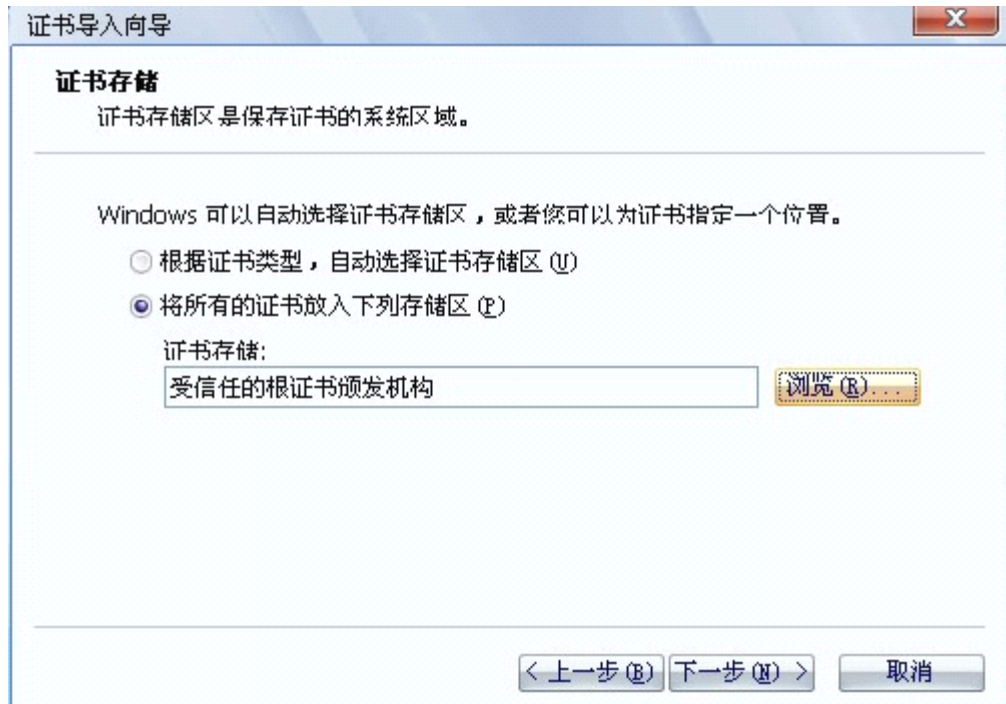 证书导入向导
证书存储
证书存储区是保存证书的系统区域。
Windows 可以自动选择证书存储区，或者您可以为证书指定一个位置。
根据证书类型，自动选择证书存储区(U)
将所有的证书放入下列存储区(P)
证书存储:
受信任的根证书颁发机构
浏览(R)...
< 上一步(B)
下一步(N) >
取消